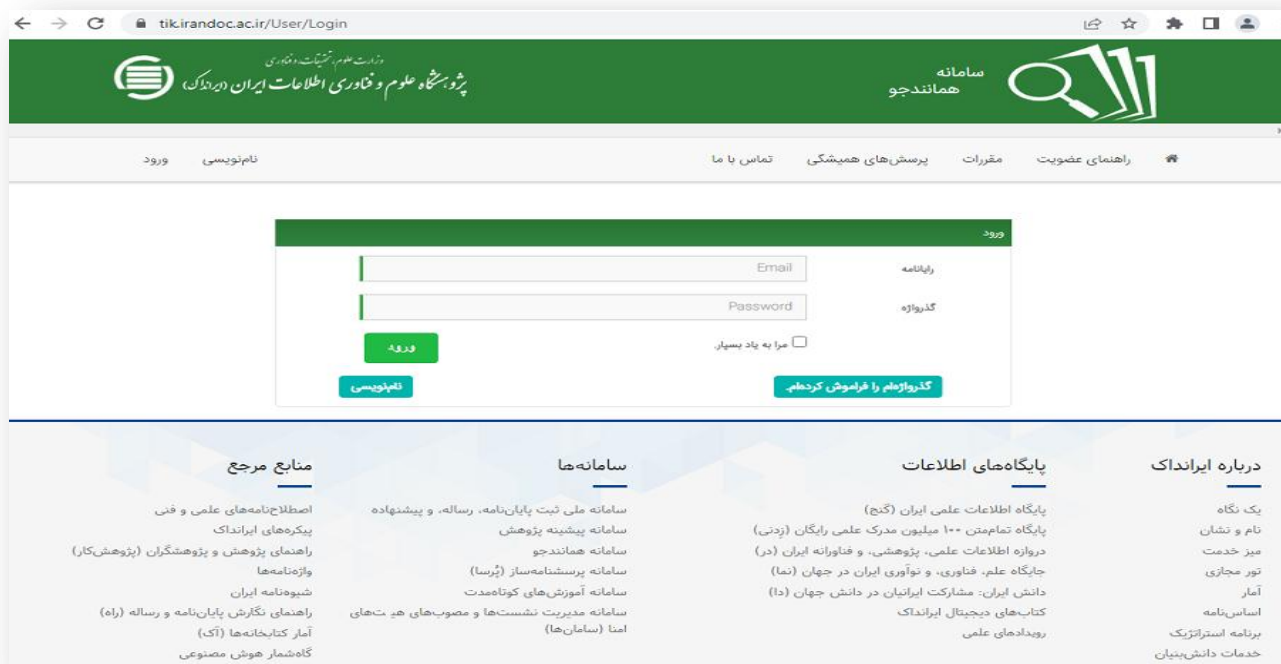 tik.irandoc.ac.ir/User/Login
سامانه
همانندجو
وزارت علوم، تحقیقات، و فناوری
پژوهشگاه علوم و فناوری اطلاعات ایران (ایرانداک)
راهنمای عضویت
مقررات
پرسش‌های همیشگی
تماس با ما
نام‌نویسی
ورود
ورود
رایانامه
Email
گذرواژه
Password
مرا به یاد بسپار.
ورود
گذرواژه‌ام را فراموش کرده‌ام.
نام‌نویسی
درباره ایرانداک
یک نگاه
نام و نشان
میز خدمت
تور مجازی
آمار
اساس‌نامه
برنامه استراتژیک
خدمات دانش‌بنیان
پایگاه‌های اطلاعات
پایگاه اطلاعات علمی ایران (گنج)
پایگاه تمام‌متن ۱۰۰ میلیون مدرک علمی رایگان (رَدنی)
دروازه اطلاعات علمی، پژوهشی، و فناورانه ایران (در)
جایگاه علم، فناوری، و نوآوری ایران در جهان (نما)
دانش ایران: مشارکت ایرانیان در دانش جهان (دا)
کتاب‌های دیجیتال ایرانداک
رویدادهای علمی
سامانه‌ها
سامانه ملی ثبت پایان‌نامه، رساله، و پیشنهاده
سامانه پیشینه پژوهش
سامانه همانندجو
سامانه پرسشنامه‌ساز (پُرسا)
سامانه آموزش‌های کوتاه‌مدت
سامانه مدیریت نشست‌ها و مصوب‌های هیـ ت‌های
امنا (سامان‌ها)
منابع مرجع
اصطلاح‌نامه‌های علمی و فنی
پیکره‌های ایرانداک
راهنمای پژوهش و پژوهشگران (پژوهش‌کار)
واژه‌نامه‌ها
شیوه‌نامه ایران
راهنمای نگارش پایان‌نامه و رساله (راه)
آمار کتابخانه‌ها (آک)
گاه‌شمار هوش مصنوعی